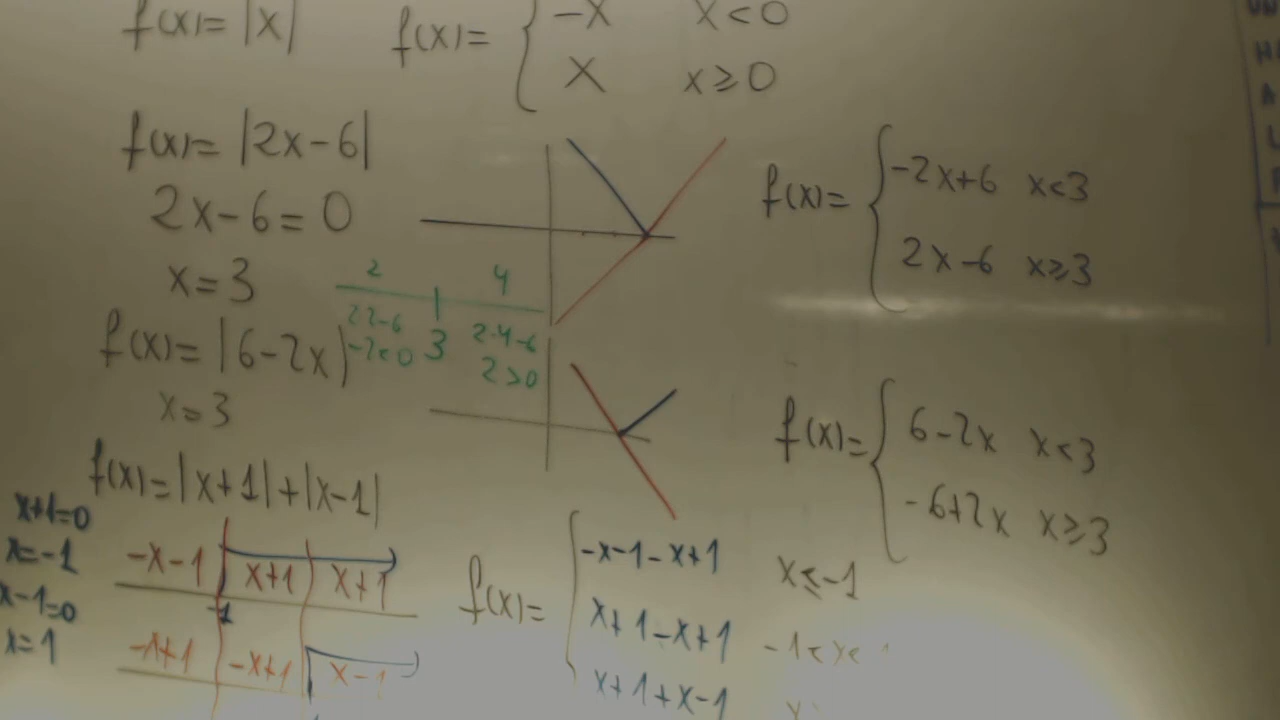 f(x)= |x|
f(x)= { -x x<0
x x≥0
f(x)= |2x-6|
2x-6=0
x=3
2 4
2·2-6 3 2·4-6
-2<0 2>0
f(x)= { -2x+6 x<3
2x-6 x≥3
f(x)= |6-2x|
x=3
f(x)= { 6-2x x<3
-6+2x x≥3
f(x)=|x+1|+|x-1|
x+1=0
x=-1
x-1=0
x=1
-x-1 x+1 x+1
-1
-x+1 -x+1 x-1
f(x)= { -x-1-x+1 x≤-1
x+1-x+1 -1<x<
x+1+x-1